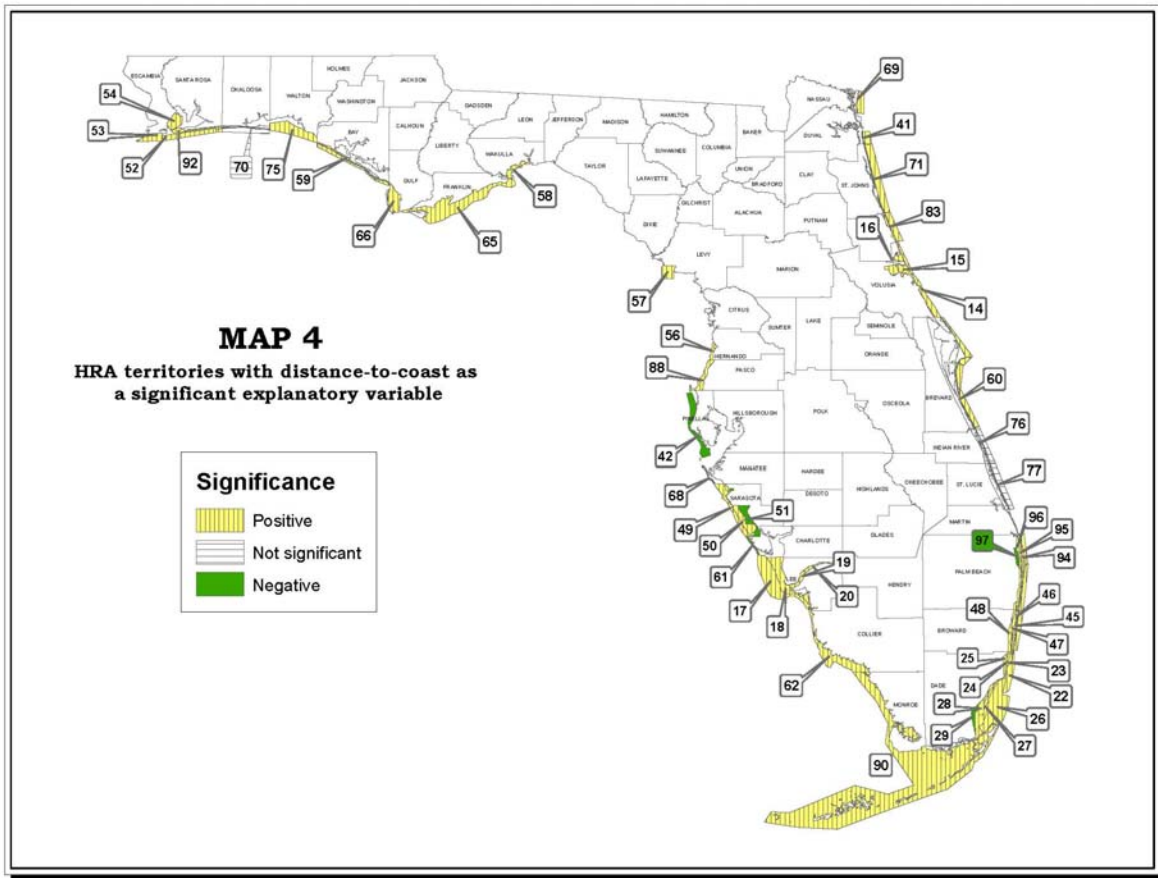 ESCAMBIA
SANTA ROSA
OKALOOSA
WALTON
HOLMES
WASHINGTON
JACKSON
BAY
CALHOUN
GULF
GADSDEN
LIBERTY
LEON
WAKULLA
FRANKLIN
JEFFERSON
MADISON
TAYLOR
HAMILTON
SUWANNEE
LAFAYETTE
DIXIE
COLUMBIA
GILCHRIST
BAKER
UNION
BRADFORD
ALACHUA
LEVY
NASSAU
DUVAL
CLAY
ST. JOHNS
PUTNAM
MARION
VOLUSIA
CITRUS
SUMTER
LAKE
SEMINOLE
ORANGE
HERNANDO
PASCO
HILLSBOROUGH
POLK
OSCEOLA
BREVARD
INDIAN RIVER
MANATEE
HARDEE
HIGHLANDS
OKEECHOBEE
ST. LUCIE
SARASOTA
DESOTO
MARTIN
CHARLOTTE
GLADES
LEE
HENDRY
PALM BEACH
COLLIER
BROWARD
DADE
MONROE
54
53
52
92
70
75
59
66
65
58
57
69
41
71
83
16
15
14
56
88
42
60
76
77
68
49
50
51
61
17
18
19
20
62
90
96
95
97
94
46
45
48
47
25
23
24
22
28
26
29
27
MAP 4
HRA territories with distance-to-coast as
a significant explanatory variable
Significance
Positive
Not significant
Negative